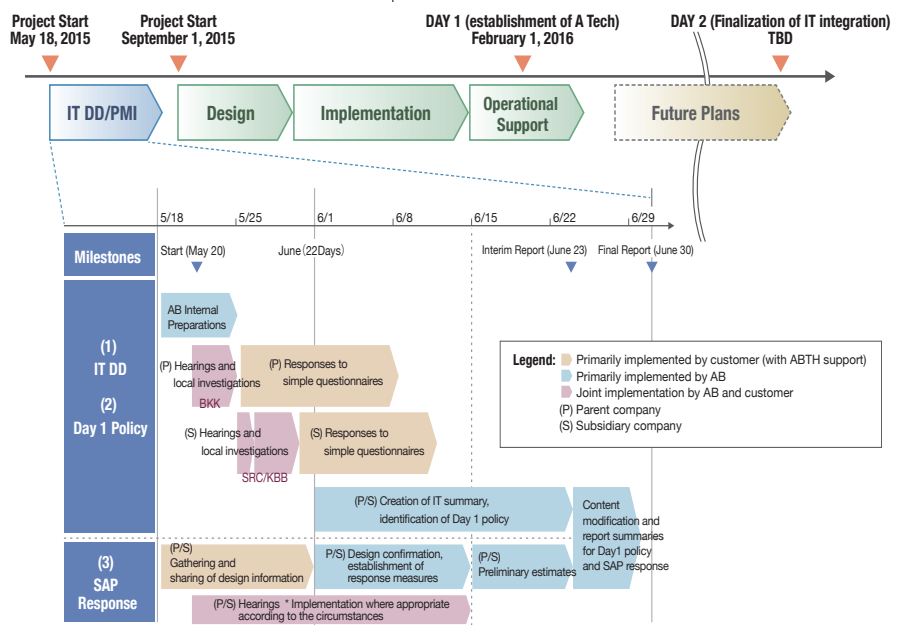 Project Start
May 18, 2015
Project Start
September 1, 2015
DAY 1 (establishment of A Tech)
February 1, 2016
DAY 2 (Finalization of IT integration)
TBD
IT DD/PMI
Design
Implementation
Operational
Support
Future Plans
5/18
5/25
6/1
6/8
6/15
6/22
6/29
Milestones
Start (May 20)
June (22Days)
Interim Report (June 23)
Final Report (June 30)
(1)
IT DD
(2)
Day 1 Policy
AB Internal
Preparations
(P) Hearings and
local investigations
BKK
(P) Responses to
simple questionnaires
(S) Hearings and
local investigations
SRC/KBB
(S) Responses to
simple questionnaires
Legend:
Primarily implemented by customer (with ABTH support)
Primarily implemented by AB
Joint implementation by AB and customer
(P) Parent company
(S) Subsidiary company
(P/S) Creation of IT summary,
identification of Day 1 policy
Content
modification and
report summaries
for Day1 policy
and SAP response
(3)
SAP
Response
(P/S)
Gathering and
sharing of design information
P/S) Design confirmation,
establishment of
response measures
(P/S)
Preliminary estimates
(P/S) Hearings * Implementation where appropriate
according to the circumstances